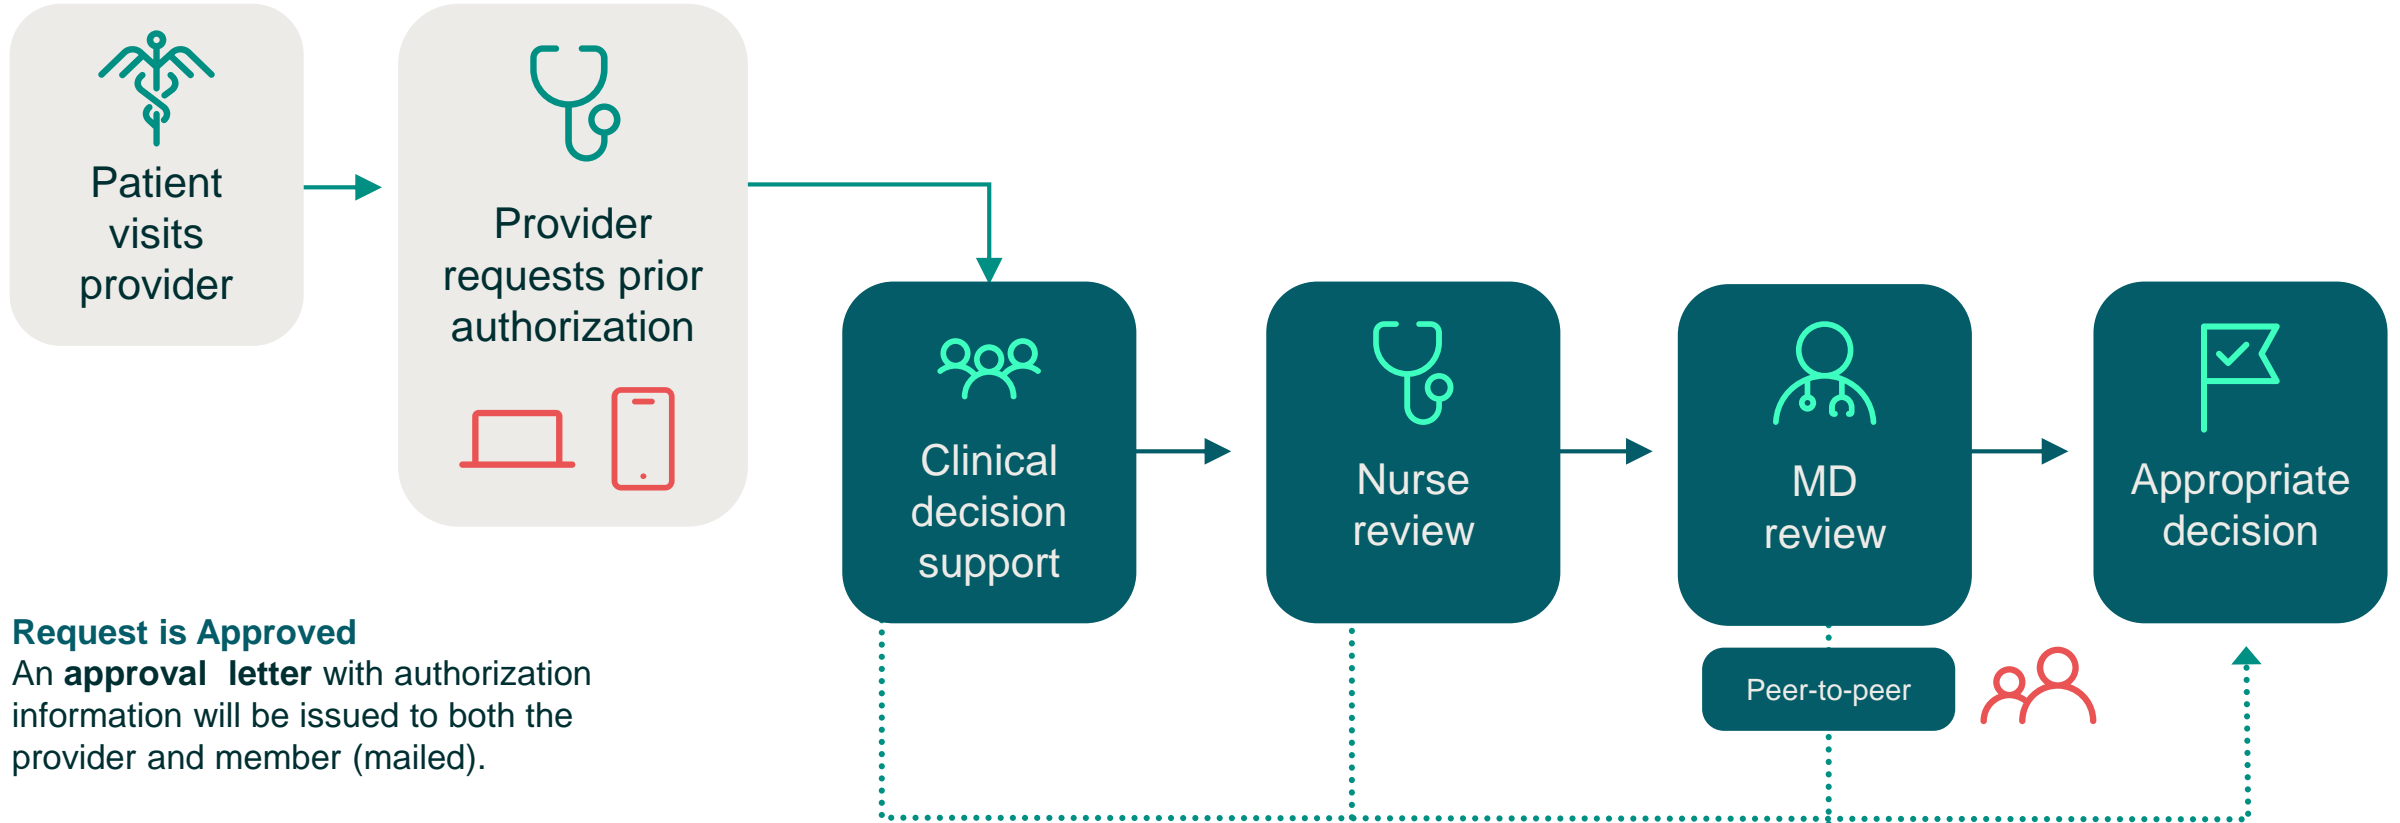 Patient
visits
provider
Provider
requests prior
authorization
Clinical
decision
support
Nurse
review
MD
review
Appropriate
decision
Peer-to-peer
Request is Approved
An approval  letter with authorization
information will be issued to both the
provider and member (mailed).